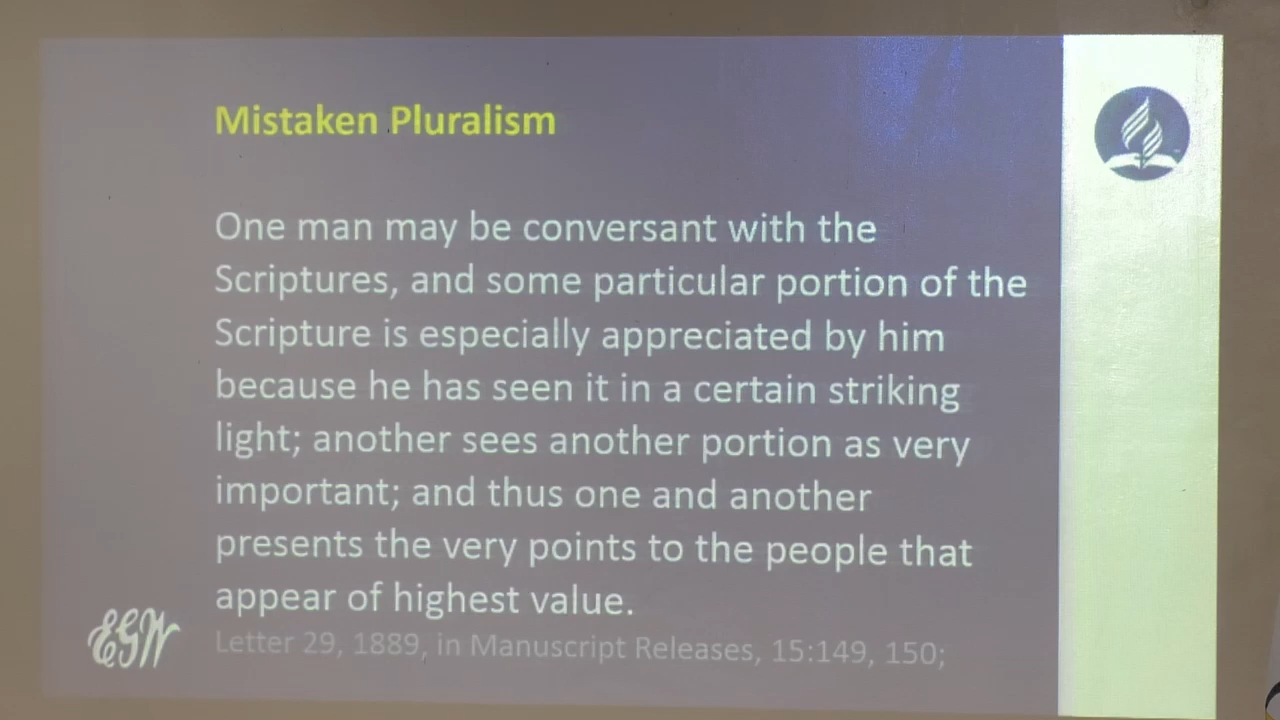 Mistaken Pluralism
One man may be conversant with the
Scriptures, and some particular portion of the
Scripture is especially appreciated by him
because he has seen it in a certain striking
light; another sees another portion as very
important; and thus one and another
presents the very points to the people that
appear of highest value.
EGW
Letter 29, 1889, in Manuscript Releases, 15:149, 150;